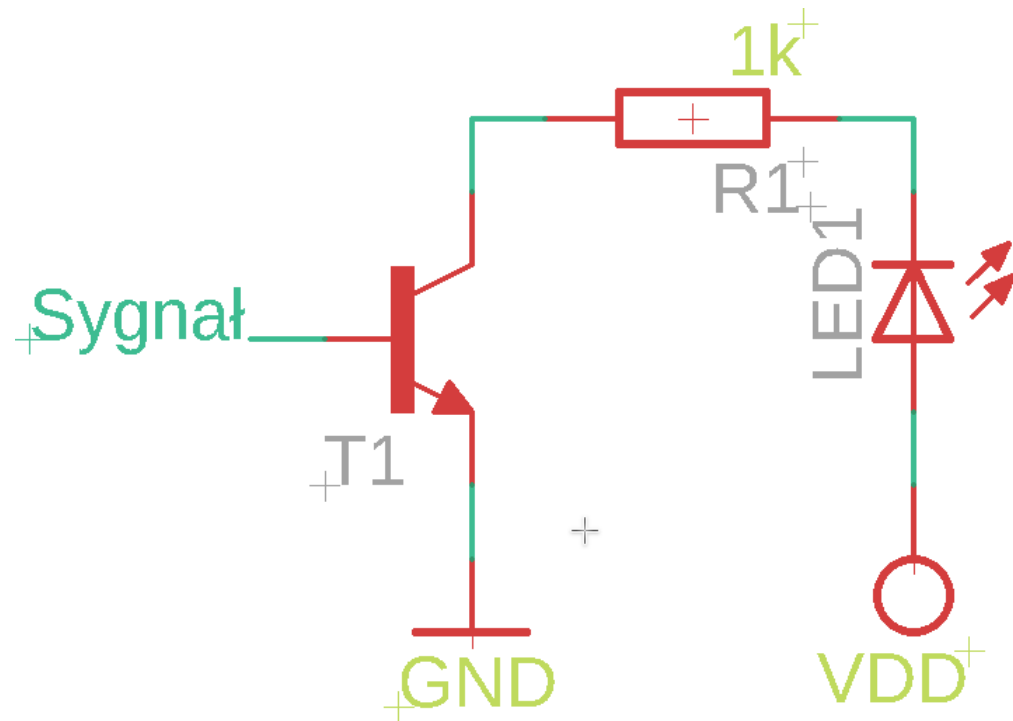 1k
R1
LED1
Sygnał
T1
GND
VDD